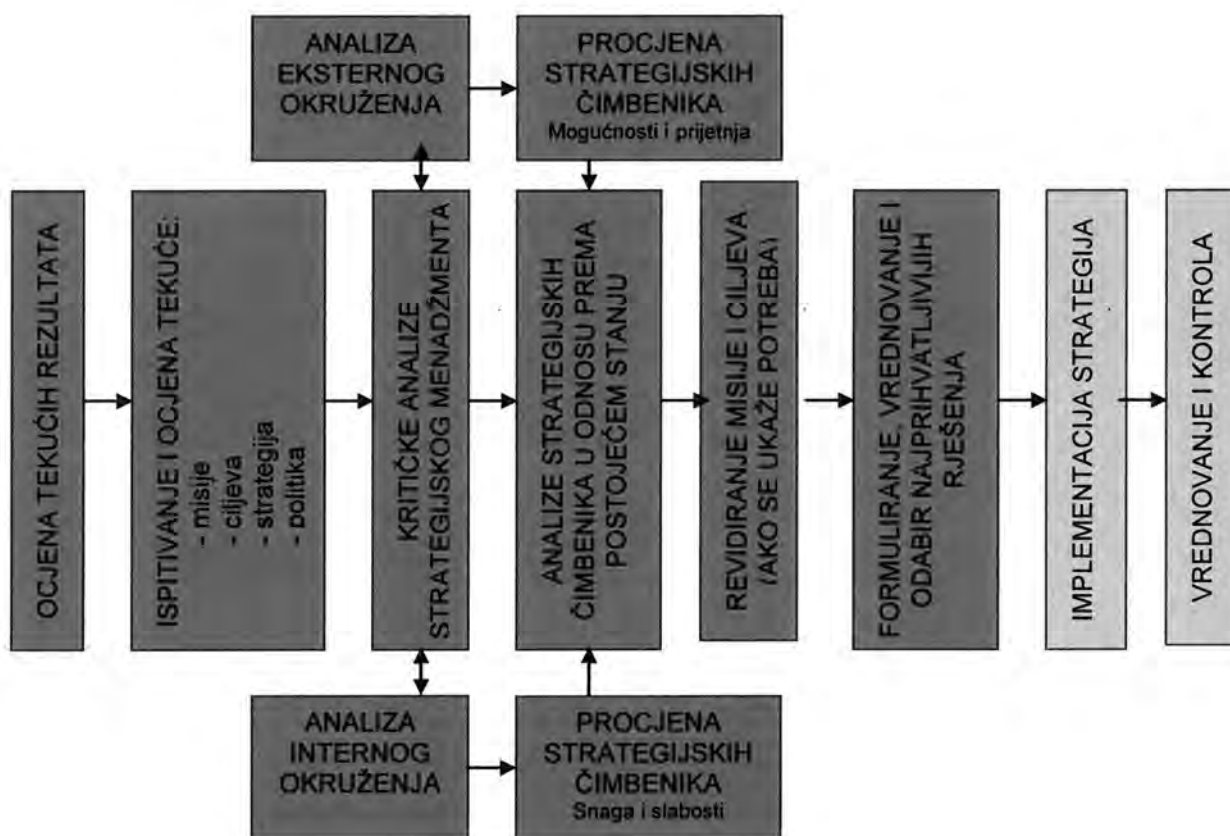 ANALIZA
EKSTERNOG
OKRUŽENJA
PROCJENA
STRATEGIJSKIH
ČIMBENIKA
Mogućnosti i prijetnja
OCJENA TEKUĆIH REZULTATA
ISPITIVANJE I OCJENA TEKUĆE:
- misije
- ciljeva
- strategija
- politika
KRITIČKE ANALIZE
STRATEGIJSKOG MENADŽMENTA
ANALIZE STRATEGIJSKIH
ČIMBENIKA U ODNOSU PREMA
POSTOJEĆEM STANJU
REVIDIRANJE MISIJE I CILJEVA
(AKO SE UKAŽE POTREBA)
FORMULIRANJE, VREDNOVANJE I
ODABIR NAJPRIHVATLJIVIJIH
RJEŠENJA
IMPLEMENTACIJA STRATEGIJA
VREDNOVANJE I KONTROLA
ANALIZA
INTERNOG
OKRUŽENJA
PROCJENA
STRATEGIJSKIH
ČIMBENIKA
Snaga i slabosti